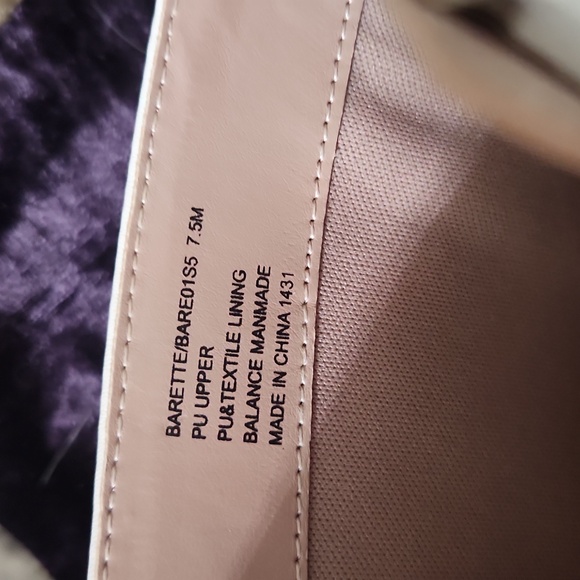 BARETTE/BARE01S5 7.5M
PU UPPER
PU&TEXTILE LINING
BALANCE MANMADE
MADE IN CHINA 1431